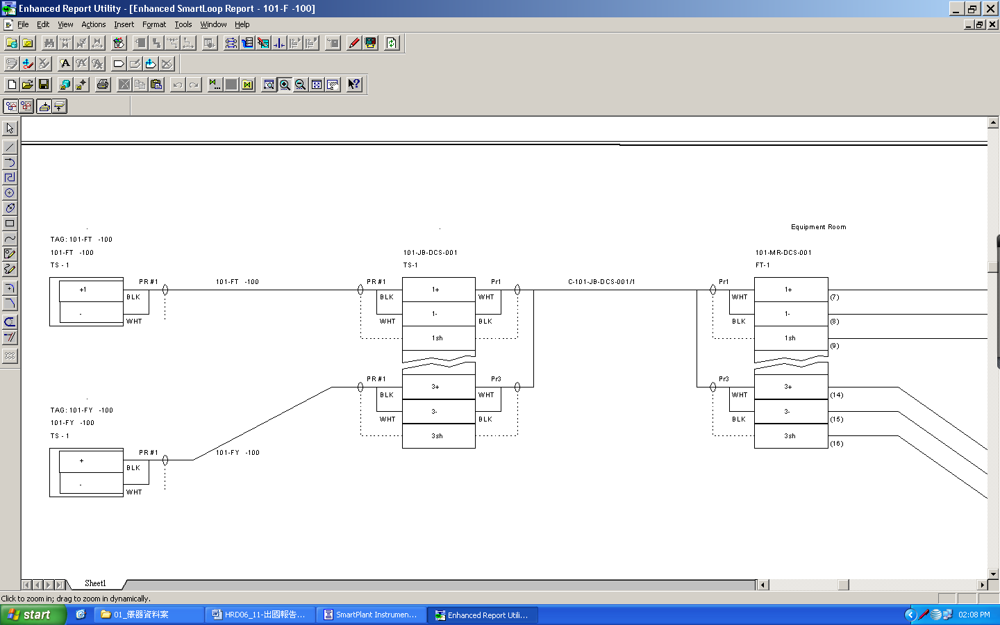 Enhanced Report Utility - [Enhanced SmartLoop Report - 101-F -100]
File Edit View Actions Insert Format Tools Window Help
Equipment Room
TAG: 101-FT -100
101-FT -100
TS - 1
101-JB-DCS-001
TS-1
101-MR-DCS-001
FT-1
PR #1
101-FT -100
PR #1
Pr1
C-101-JB-DCS-001/1
Pr1
+1
BLK
BLK
1+
WHT
WHT
1+
(7)
-
WHT
WHT
1-
BLK
BLK
1-
(8)
1sh
1sh
(9)
PR #1
Pr3
Pr3
BLK
3+
WHT
WHT
3+
(14)
WHT
3-
BLK
BLK
3-
(15)
3sh
3sh
(16)
TAG: 101-FY -100
101-FY -100
TS - 1
PR #1
101-FY -100
+
BLK
-
WHT
Sheet1
Click to zoom in; drag to zoom in dynamically.
start
01_儀器資料案
HRD06_11-出國報告...
SmartPlant Instrumen...
Enhanced Report Utili...
02:08 PM